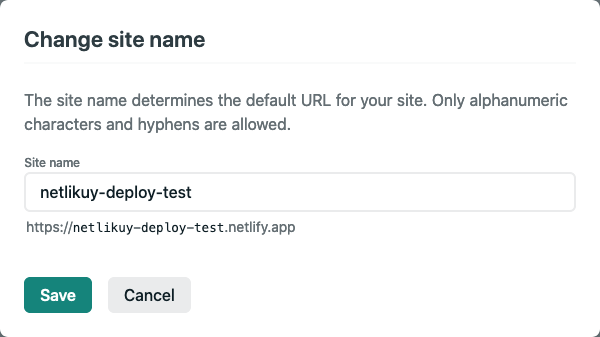 Change site name
The site name determines the default URL for your site. Only alphanumeric
characters and hyphens are allowed.
Site name
netlikuy-deploy-test
https://netlikuy-deploy-test.netlify.app
Save Cancel